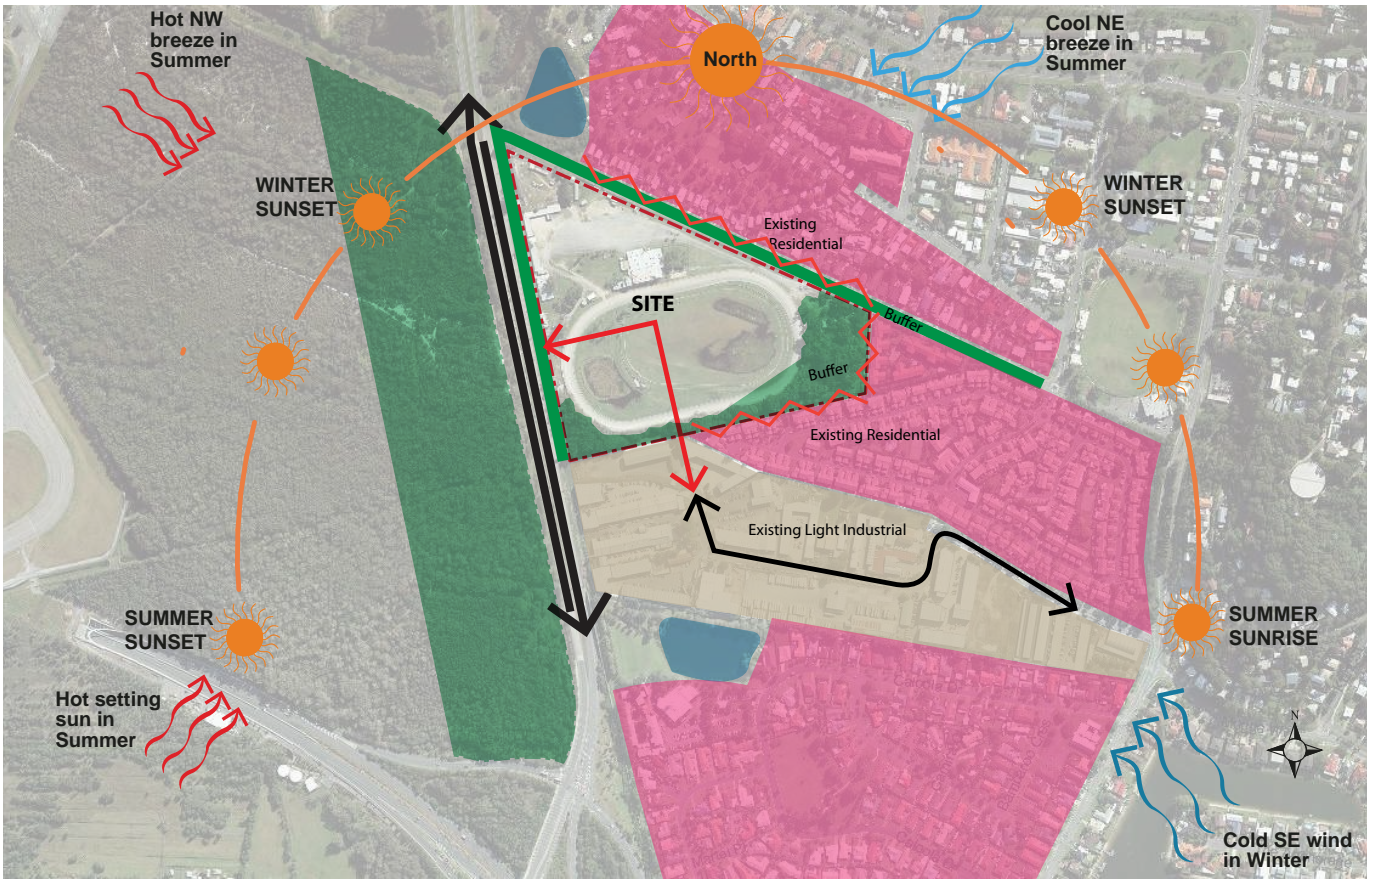 Hot NW
breeze in
Summer
North
Cool NE
breeze in
Summer
WINTER
SUNSET
WINTER
SUNSET
Existing
Residential
SITE
Buffer
Buffer
Existing Residential
Existing Light Industrial
SUMMER
SUNSET
SUMMER
SUNRISE
Hot setting
sun in
Summer
N
Cold SE wind
in Winter